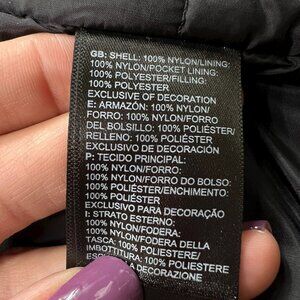 GB: SHELL: 100% NYLON/LINING:
100% NYLON/POCKET LINING:
100% POLYESTER/FILLING:
100% POLYESTER
EXCLUSIVE OF DECORATION
E: ARMAZÓN: 100% NYLON/
FORRO: 100% NYLON/FORRO
DEL BOLSILLO: 100% POLIÉSTER/
RELLENO: 100% POLIÉSTER
EXCLUSIVO DE DECORACIÓN
P: TECIDO PRINCIPAL:
100% NYLON/FORRO:
100% NYLON/FORRO DO BOLSO:
100% POLIÉSTER/ENCHIMENTO:
100% POLIÉSTER
EXCLUSIVO PARA DECORAÇÃO
I: STRATO ESTERNO:
100% NYLON/FODERA:
100% NYLON/FODERA DELLA
TASCA: 100% POLIESTERE/
IMBOTTITURA: 100% POLIESTERE
DECORAZIONE